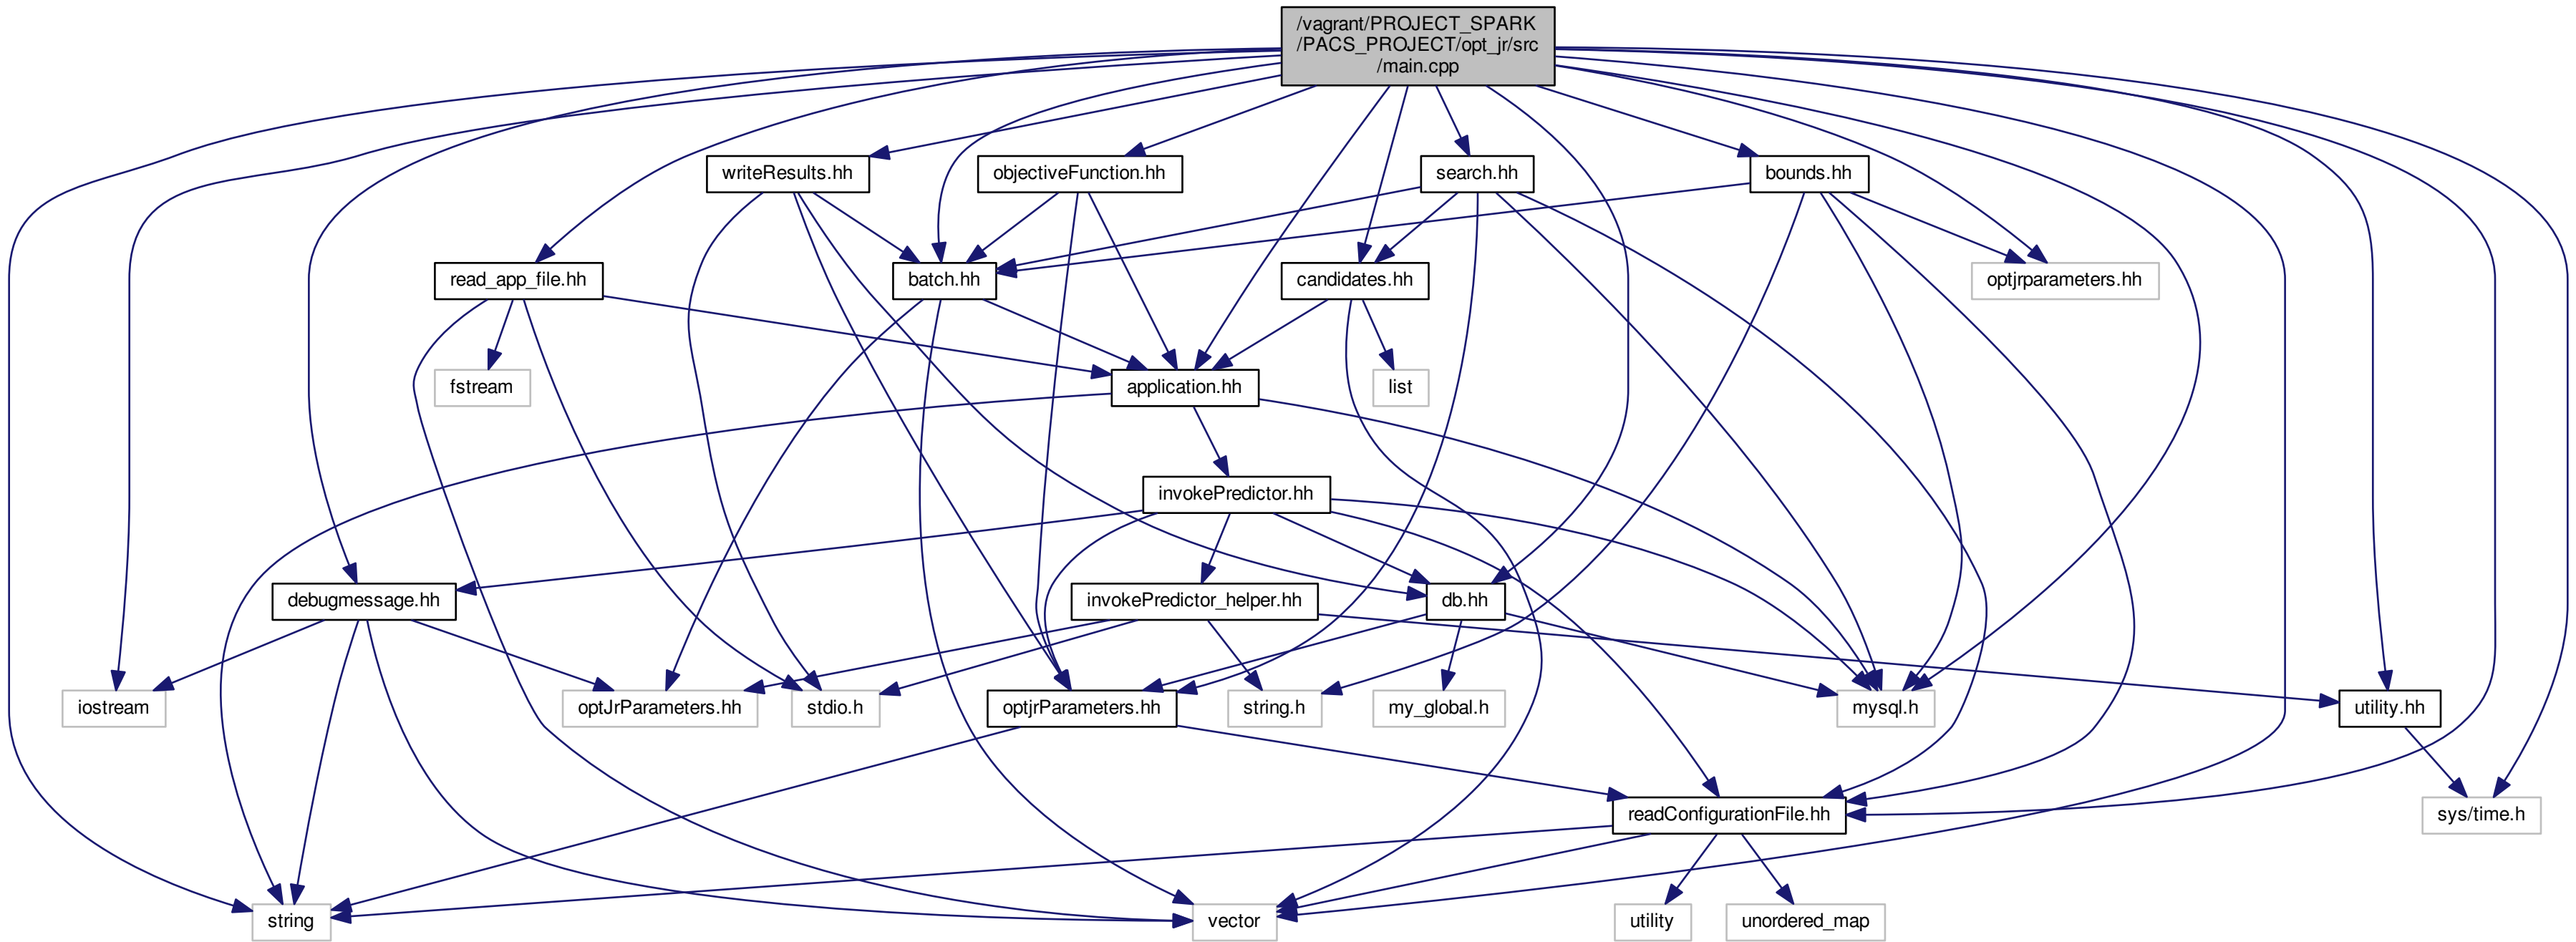 /vagrant/PROJECT_SPARK
/PACS_PROJECT/opt_jr/src
/main.cpp
writeResults.hh
objectiveFunction.hh
search.hh
bounds.hh
read_app_file.hh
batch.hh
candidates.hh
optjrparameters.hh
fstream
application.hh
list
invokePredictor.hh
debugmessage.hh
invokePredictor_helper.hh
db.hh
iostream
optJrParameters.hh
stdio.h
optjrParameters.hh
string.h
my_global.h
mysql.h
utility.hh
readConfigurationFile.hh
sys/time.h
string
vector
utility
unordered_map